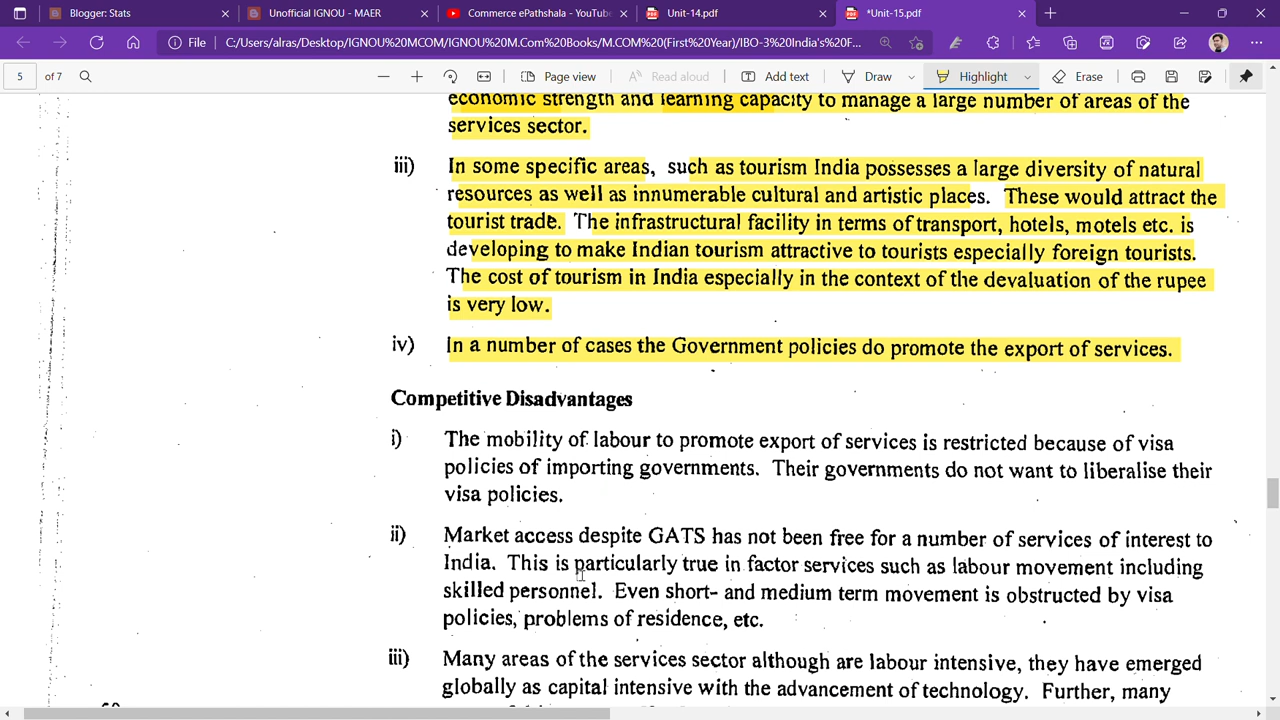 Blogger: Stats
Unofficial IGNOU - MAER
Commerce ePathshala - YouTube
Unit-14.pdf
*Unit-15.pdf
File
C:/Users/alras/Desktop/IGNOU%20MCOM/IGNOU%20M.Com%20Books/M.COM%20(First%20Year)/IBO-3%20India's%20F...
5 of 7
Page view
Read aloud
Add text
Draw
Highlight
Erase
economic strength and learning capacity to manage a large number of areas of the
services sector.
iii) In some specific areas, such as tourism India possesses a large diversity of natural
resources as well as innumerable cultural and artistic places. These would attract the
tourist trade. The infrastructural facility in terms of transport, hotels, motels etc. is
developing to make Indian tourism attractive to tourists especially foreign tourists.
The cost of tourism in India especially in the context of the devaluation of the rupee
is very low.
iv) In a number of cases the Government policies do promote the export of services.
Competitive Disadvantages
i) The mobility of labour to promote export of services is restricted because of visa
policies of importing governments. Their governments do not want to liberalise their
visa policies.
ii) Market access despite GATS has not been free for a number of services of interest to
India. This is particularly true in factor services such as labour movement including
skilled personnel. Even short- and medium term movement is obstructed by visa
policies, problems of residence, etc.
iii) Many areas of the services sector although are labour intensive, they have emerged
globally as capital intensive with the advancement of technology. Further, many